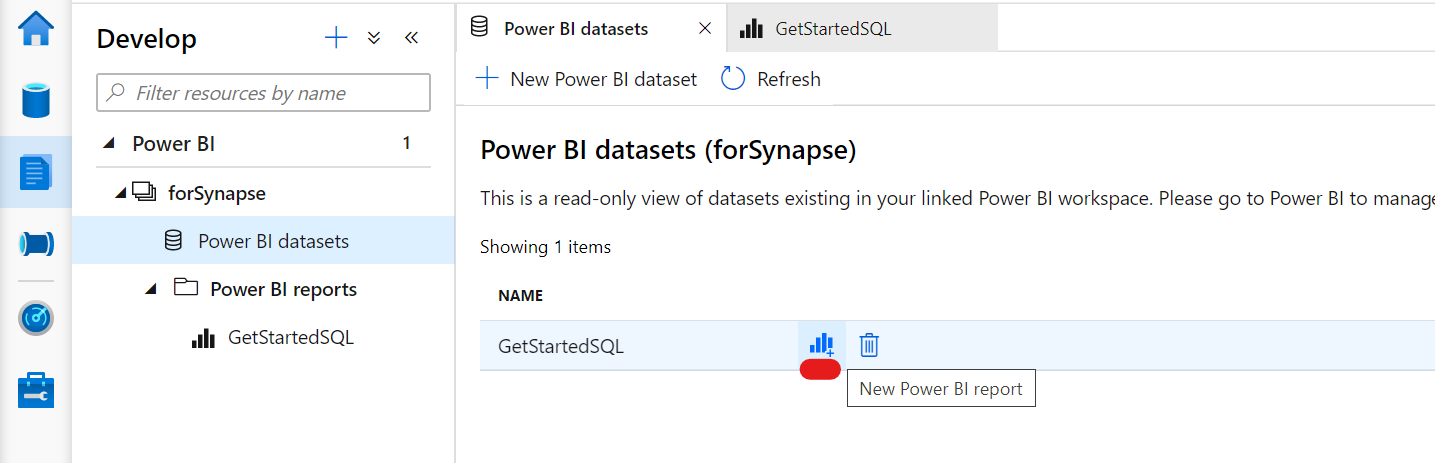 Develop
Filter resources by name
Power BI 1
forSynapse
Power BI datasets
Power BI reports
GetStartedSQL
Power BI datasets
GetStartedSQL
New Power BI dataset
Refresh
Power BI datasets (forSynapse)
This is a read-only view of datasets existing in your linked Power BI workspace. Please go to Power BI to manage
Showing 1 items
NAME
GetStartedSQL
New Power BI report